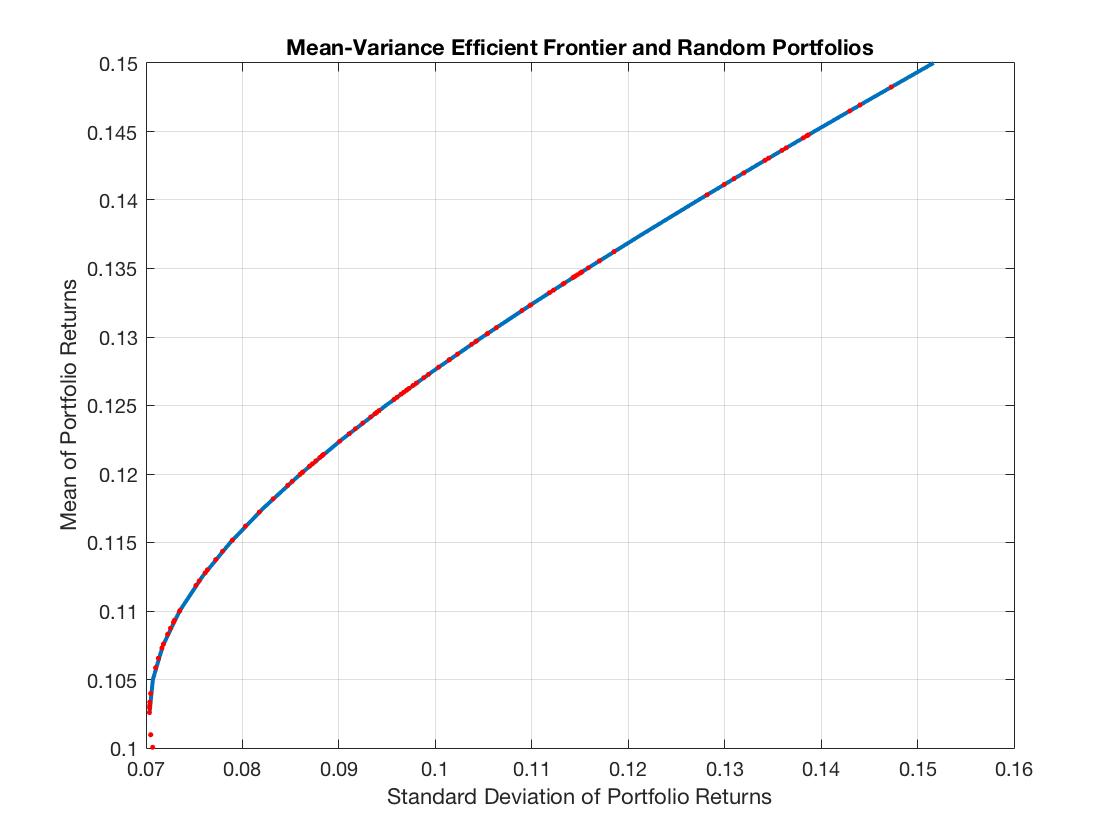 Mean-Variance Efficient Frontier and Random Portfolios
0.15
0.145
0.14
0.135
0.13
0.125
0.12
0.115
0.11
0.105
0.1
Mean of Portfolio Returns
0.07 0.08 0.09 0.1 0.11 0.12 0.13 0.14 0.15 0.16
Standard Deviation of Portfolio Returns